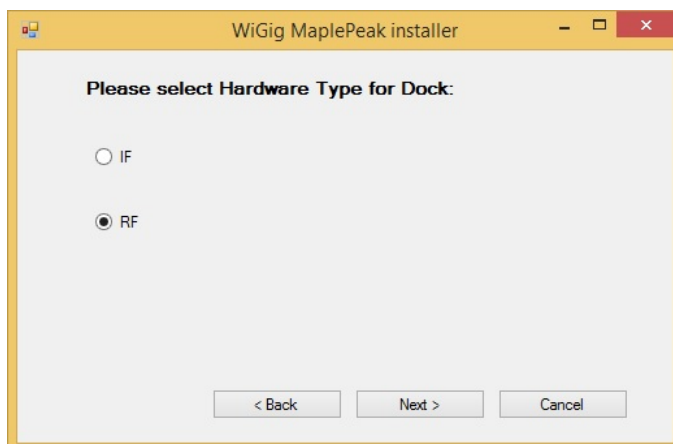 WiGig MaplePeak installer
Please select Hardware Type for Dock:
IF
RF
< Back Next > Cancel